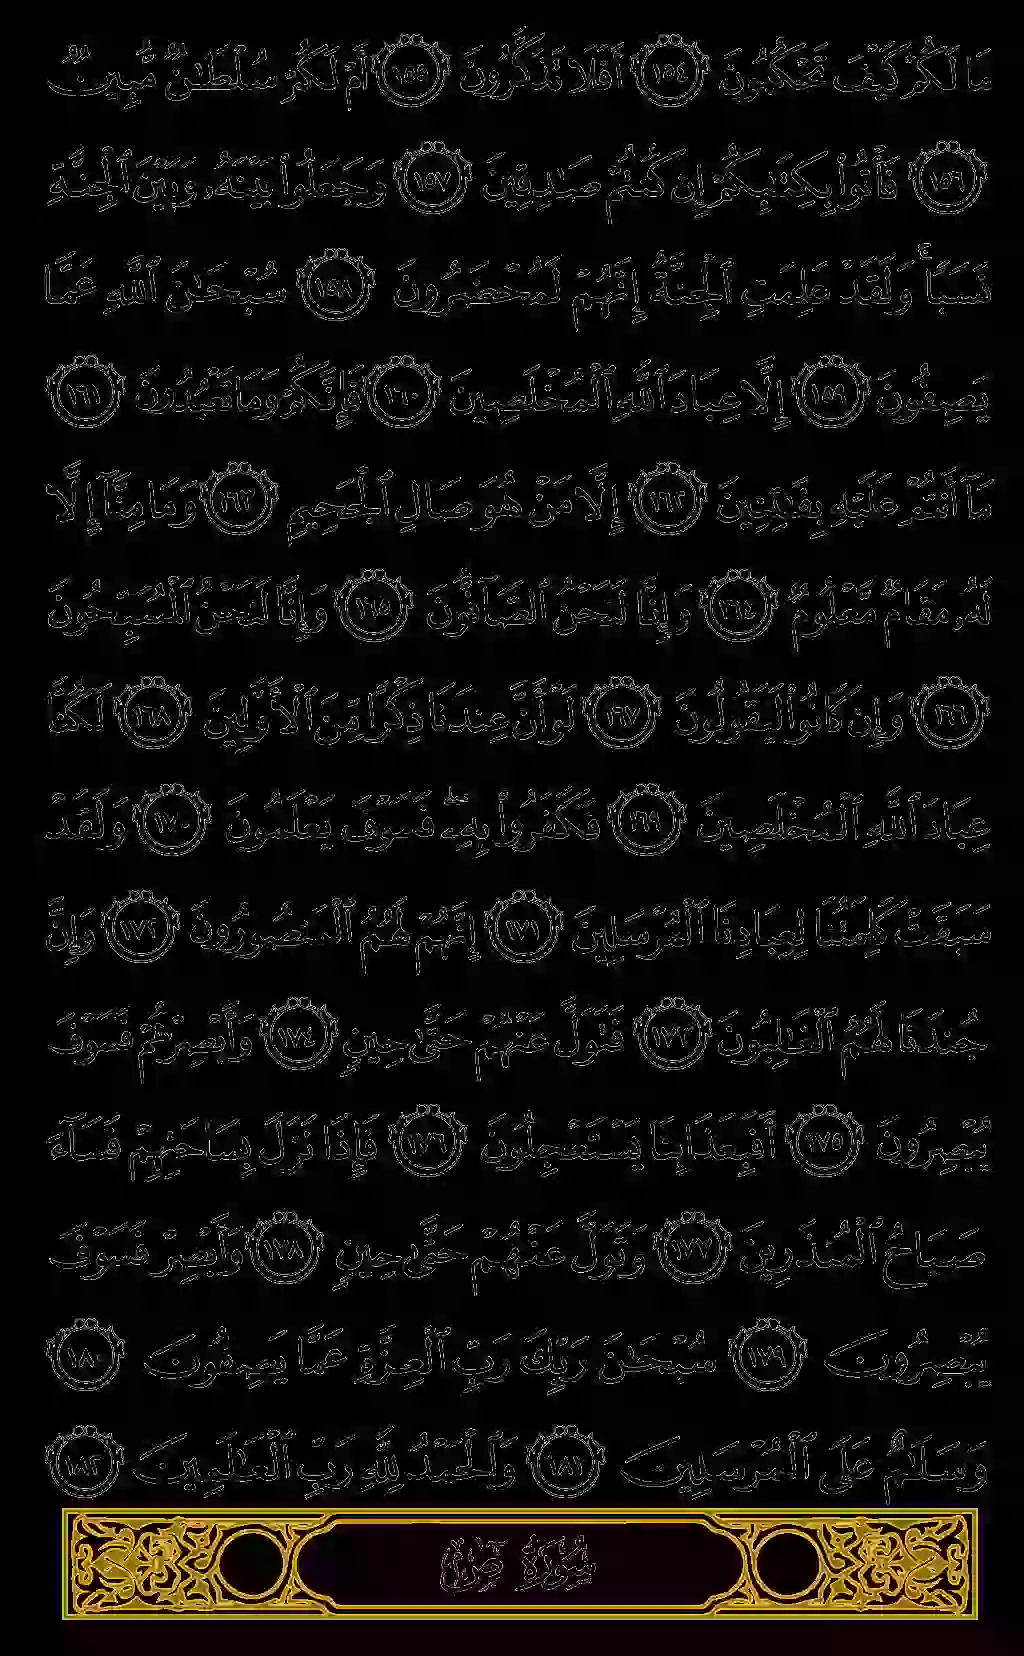 مَا لَكُمْ كَيْفَ تَحْكُمُونَ ١٥٤ أَفَلَا تَذَكَّرُونَ ١٥٥ أَمْ لَكُمْ سُلْطَٰنٌ مُّبِينٌ
١٥٦ فَأْتُوا۟ بِكِتَٰبِكُمْ إِن كُنتُمْ صَٰدِقِينَ ١٥٧ وَجَعَلُوا۟ بَيْنَهُۥ وَبَيْنَ ٱلْجِنَّةِ
نَسَبًا ۚ وَلَقَدْ عَلِمَتِ ٱلْجِنَّةُ إِنَّهُمْ لَمُحْضَرُونَ ١٥٨ سُبْحَٰنَ ٱللَّهِ عَمَّا
يَصِفُونَ ١٥٩ إِلَّا عِبَادَ ٱللَّهِ ٱلْمُخْلَصِينَ ١٦٠ فَإِنَّكُمْ وَمَا تَعْبُدُونَ ١٦١
مَآ أَنتُمْ عَلَيْهِ بِفَٰتِنِينَ ١٦٢ إِلَّا مَنْ هُوَ صَالِ ٱلْجَحِيمِ ١٦٣ وَمَا مِنَّآ إِلَّا
لَهُۥ مَقَامٌ مَّعْلُومٌ ١٦٤ وَإِنَّا لَنَحْنُ ٱلصَّآفُّونَ ١٦٥ وَإِنَّا لَنَحْنُ ٱلْمُسَبِّحُونَ
١٦٦ وَإِن كَانُوا۟ لَيَقُولُونَ ١٦٧ لَوْ أَنَّ عِندَنَا ذِكْرًا مِّنَ ٱلْأَوَّلِينَ ١٦٨ لَكُنَّا
عِبَادَ ٱللَّهِ ٱلْمُخْلَصِينَ ١٦٩ فَكَفَرُوا۟ بِهِۦ ۖ فَسَوْفَ يَعْلَمُونَ ١٧٠ وَلَقَدْ
سَبَقَتْ كَلِمَتُنَا لِعِبَادِنَا ٱلْمُرْسَلِينَ ١٧١ إِنَّهُمْ لَهُمُ ٱلْمَنصُورُونَ ١٧٢ وَإِنَّ
جُندَنَا لَهُمُ ٱلْغَٰلِبُونَ ١٧٣ فَتَوَلَّ عَنْهُمْ حَتَّىٰ حِينٍ ١٧٤ وَأَبْصِرْهُمْ فَسَوْفَ
يُبْصِرُونَ ١٧٥ أَفَبِعَذَابِنَا يَسْتَعْجِلُونَ ١٧٦ فَإِذَا نَزَلَ بِسَاحَتِهِمْ فَسَآءَ
صَبَاحُ ٱلْمُنذَرِينَ ١٧٧ وَتَوَلَّ عَنْهُمْ حَتَّىٰ حِينٍ ١٧٨ وَأَبْصِرْ فَسَوْفَ
يُبْصِرُونَ ١٧٩ سُبْحَٰنَ رَبِّكَ رَبِّ ٱلْعِزَّةِ عَمَّا يَصِفُونَ ١٨٠
وَسَلَٰمٌ عَلَى ٱلْمُرْسَلِينَ ١٨١ وَٱلْحَمْدُ لِلَّهِ رَبِّ ٱلْعَٰلَمِينَ ١٨٢
سُورَةُ صٓ